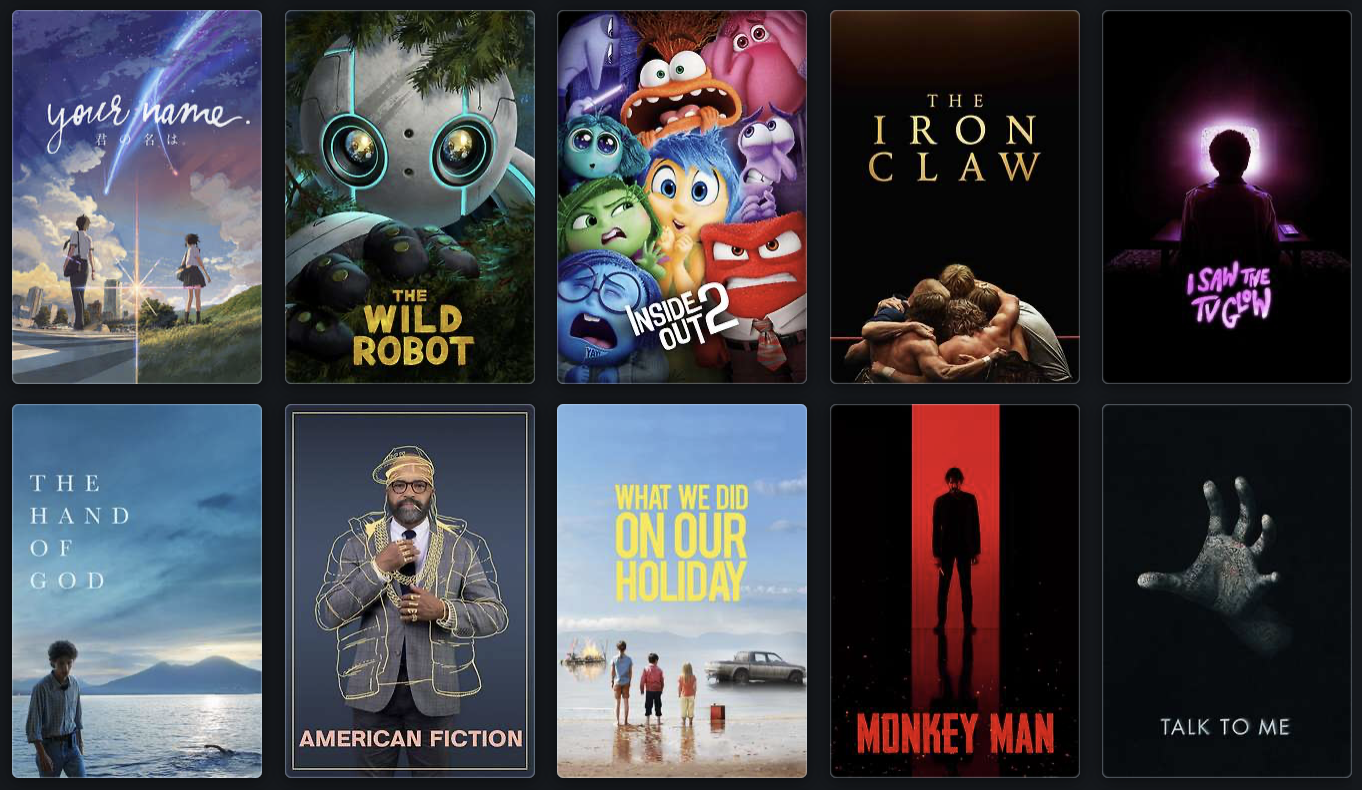 your name.
君の名は。
THE
WILD
ROBOT
INSIDE
OUT 2
THE
IRON
CLAW
I SAW THE
TV GLOW
THE
HAND
OF
GOD
AMERICAN FICTION
WHAT WE DID
ON OUR
HOLIDAY
MONKEY MAN
TALK TO ME